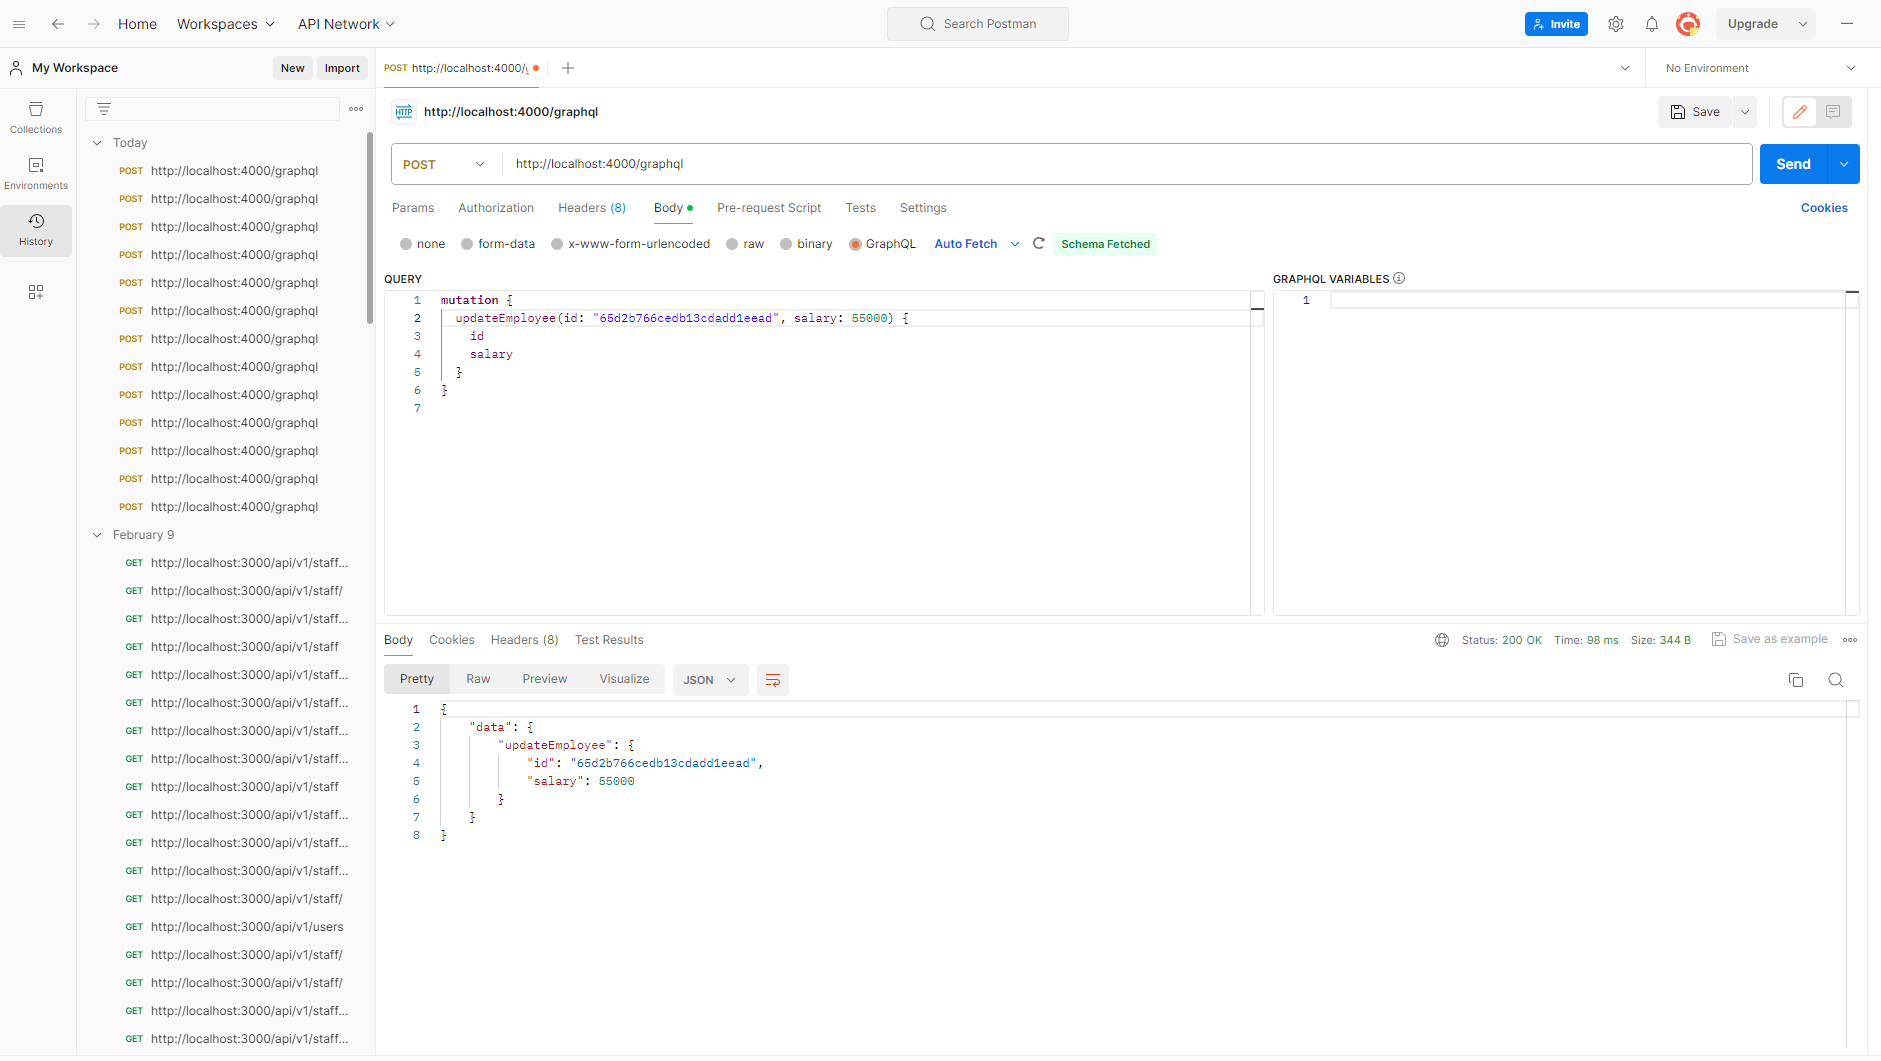 Home
Workspaces
API Network
Search Postman
Invite
Upgrade
My Workspace
New
Import
POST http://localhost:4000/
No Environment
Collections
Environments
History
Today
POST http://localhost:4000/graphql
POST http://localhost:4000/graphql
POST http://localhost:4000/graphql
POST http://localhost:4000/graphql
POST http://localhost:4000/graphql
POST http://localhost:4000/graphql
POST http://localhost:4000/graphql
POST http://localhost:4000/graphql
POST http://localhost:4000/graphql
POST http://localhost:4000/graphql
POST http://localhost:4000/graphql
POST http://localhost:4000/graphql
POST http://localhost:4000/graphql
February 9
GET http://localhost:3000/api/v1/staff...
GET http://localhost:3000/api/v1/staff/
GET http://localhost:3000/api/v1/staff...
GET http://localhost:3000/api/v1/staff
GET http://localhost:3000/api/v1/staff...
GET http://localhost:3000/api/v1/staff...
GET http://localhost:3000/api/v1/staff...
GET http://localhost:3000/api/v1/staff...
GET http://localhost:3000/api/v1/staff
GET http://localhost:3000/api/v1/staff...
GET http://localhost:3000/api/v1/staff...
GET http://localhost:3000/api/v1/staff...
GET http://localhost:3000/api/v1/staff/
GET http://localhost:3000/api/v1/users
GET http://localhost:3000/api/v1/staff/
GET http://localhost:3000/api/v1/staff/
GET http://localhost:3000/api/v1/staff...
GET http://localhost:3000/api/v1/staff...
HTTP http://localhost:4000/graphql
Save
POST http://localhost:4000/graphql
Send
Params Authorization Headers (8) Body Pre-request Script Tests Settings
Cookies
none form-data x-www-form-urlencoded raw binary GraphQL Auto Fetch Schema Fetched
QUERY
1 mutation {
2 updateEmployee(id: "65d2b766cedb13cdadd1eead", salary: 55000) {
3 id
4 salary
5 }
6 }
7
GRAPHQL VARIABLES
1
Body Cookies Headers (8) Test Results
Status: 200 OK Time: 98 ms Size: 344 B Save as example
Pretty Raw Preview Visualize JSON
1 {
2 "data": {
3 "updateEmployee": {
4 "id": "65d2b766cedb13cdadd1eead",
5 "salary": 55000
6 }
7 }
8 }